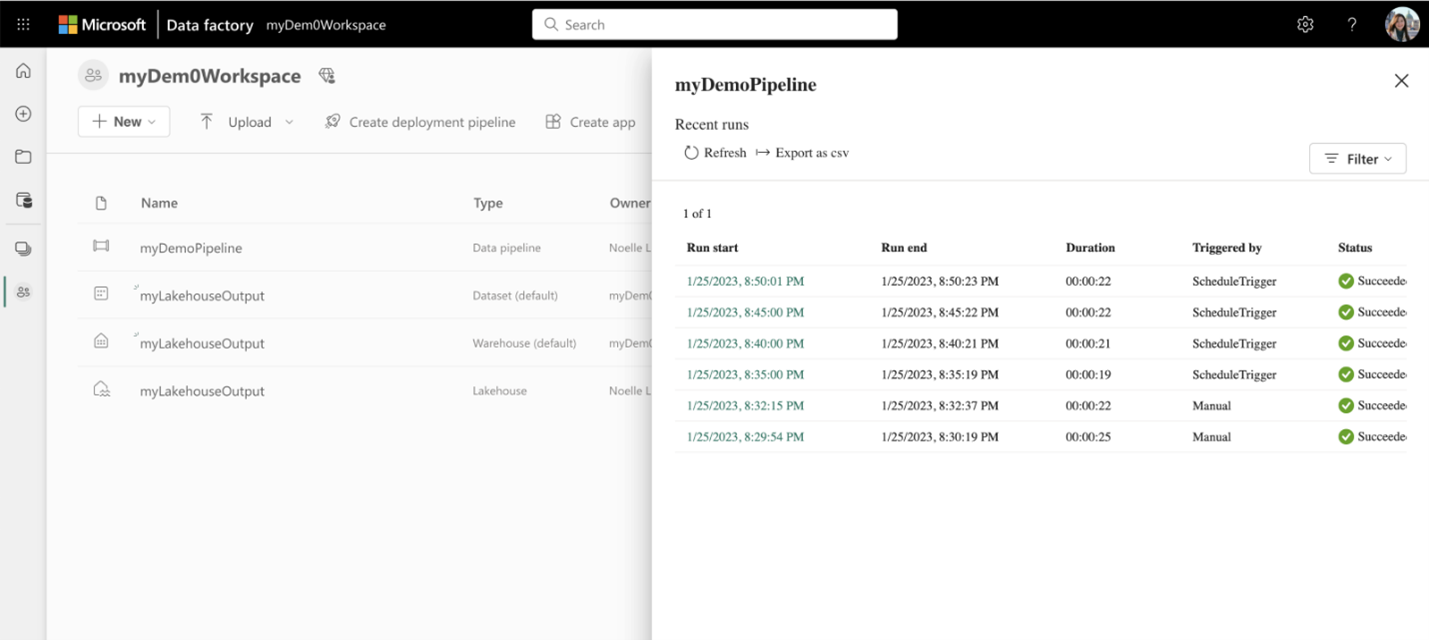 Microsoft Data factory myDem0Workspace Search ?
myDem0Workspace
New Upload Create deployment pipeline Create app
Name Type Owner
myDemoPipeline Data pipeline Noelle L
myLakehouseOutput Dataset (default) myDem0
myLakehouseOutput Warehouse (default) myDem0
myLakehouseOutput Lakehouse Noelle L
myDemoPipeline
Recent runs
Refresh Export as csv
Filter
1 of 1
Run start Run end Duration Triggered by Status
1/25/2023, 8:50:01 PM 1/25/2023, 8:50:23 PM 00:00:22 ScheduleTrigger Succeede
1/25/2023, 8:45:00 PM 1/25/2023, 8:45:22 PM 00:00:22 ScheduleTrigger Succeede
1/25/2023, 8:40:00 PM 1/25/2023, 8:40:21 PM 00:00:21 ScheduleTrigger Succeede
1/25/2023, 8:35:00 PM 1/25/2023, 8:35:19 PM 00:00:19 ScheduleTrigger Succeede
1/25/2023, 8:32:15 PM 1/25/2023, 8:32:37 PM 00:00:22 Manual Succeede
1/25/2023, 8:29:54 PM 1/25/2023, 8:30:19 PM 00:00:25 Manual Succeede